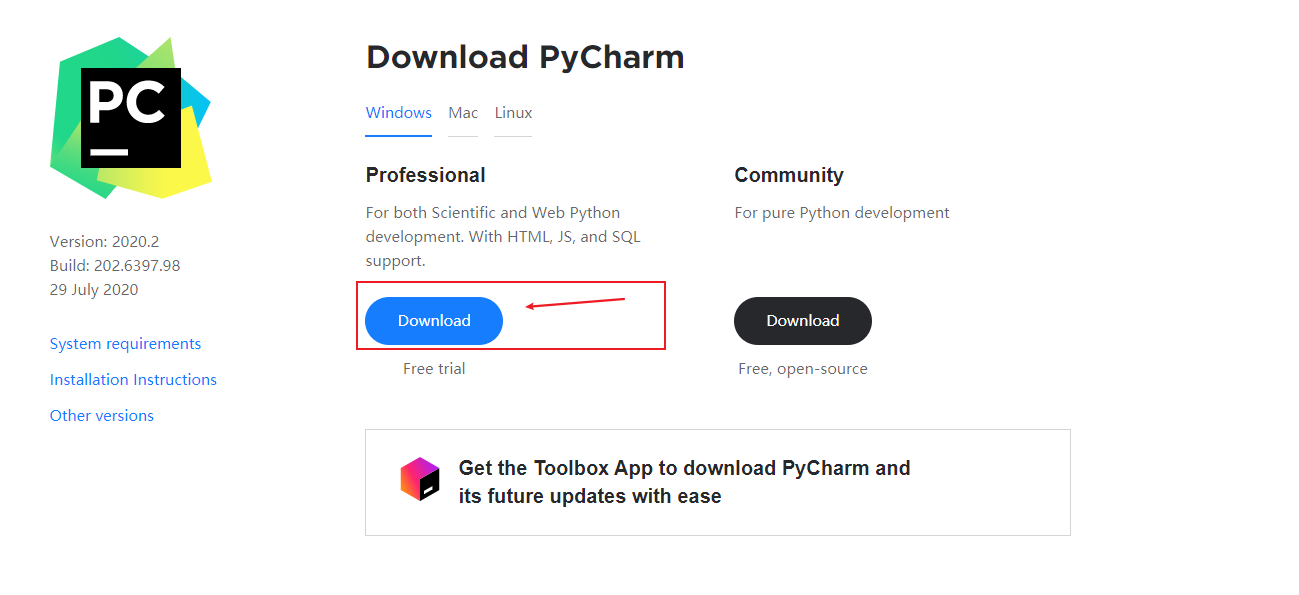 PC
Download PyCharm
Windows Mac Linux
Professional
For both Scientific and Web Python
development. With HTML, JS, and SQL
support.
Download
Free trial
Community
For pure Python development
Download
Free, open-source
Version: 2020.2
Build: 202.6397.98
29 July 2020
System requirements
Installation Instructions
Other versions
Get the Toolbox App to download PyCharm and
its future updates with ease